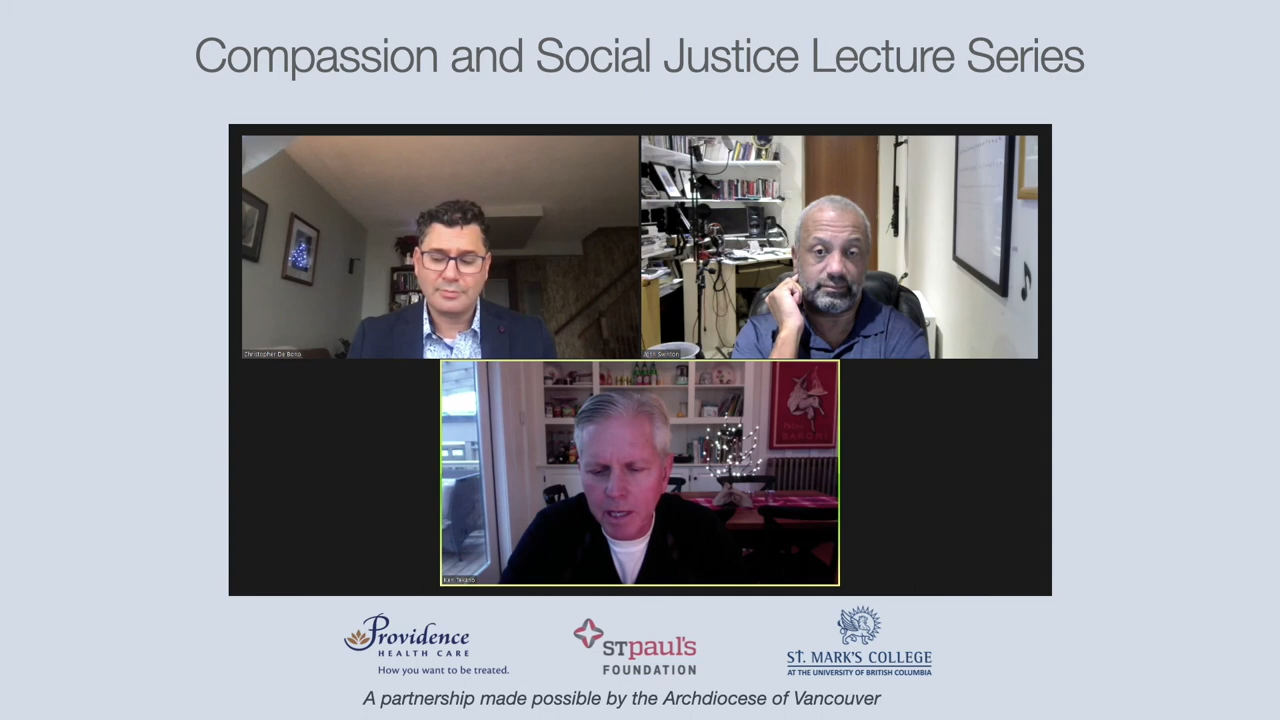 Compassion and Social Justice Lecture Series
Christopher De Bono
John Swinton
BARONI
Providence
HEALTH CARE
How you want to be treated.
STPAUL'S
FOUNDATION
ST. MARK'S COLLEGE
AT THE UNIVERSITY OF BRITISH COLUMBIA
A partnership made possible by the Archdiocese of Vancouver